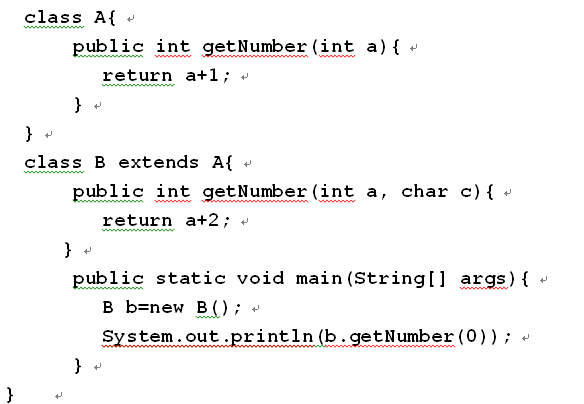 class A{
public int getNumber(int a){
return a+1;
}
}
class B extends A{
public int getNumber(int a, char c){
return a+2;
}
public static void main(String[] args){
B b=new B();
System.out.println(b.getNumber(0));
}
}